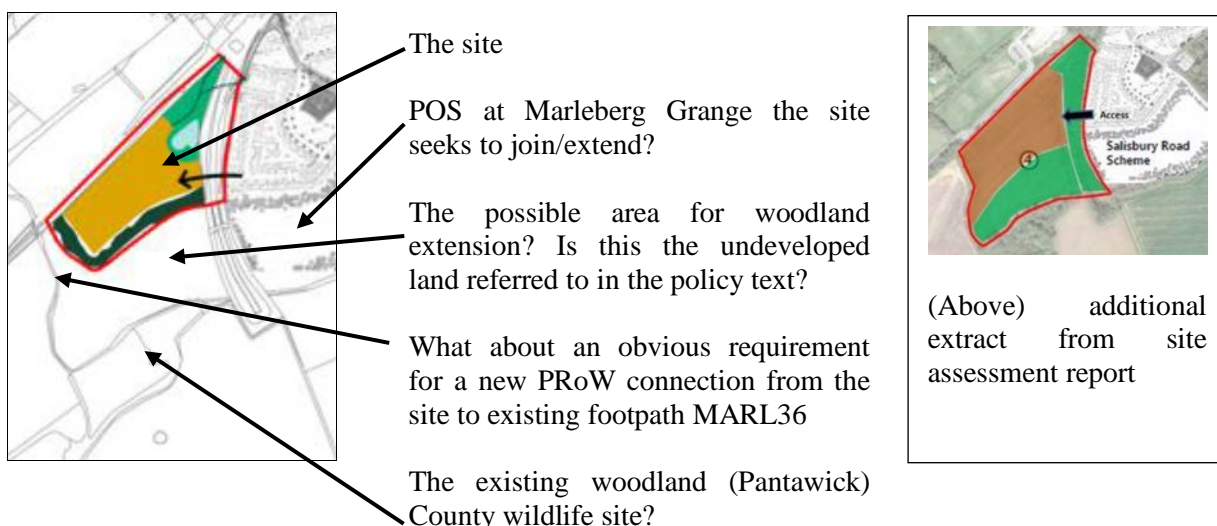 The site
POS at Marleberg Grange the site
seeks to join/extend?
The possible area for woodland
extension? Is this the undeveloped
land referred to in the policy text?
What about an obvious requirement
for a new PRoW connection from the
site to existing footpath MARL36
The existing woodland (Pantawick)
County wildlife site?
Access
Salisbury Road
Scheme
4
(Above) additional
extract from site
assessment report